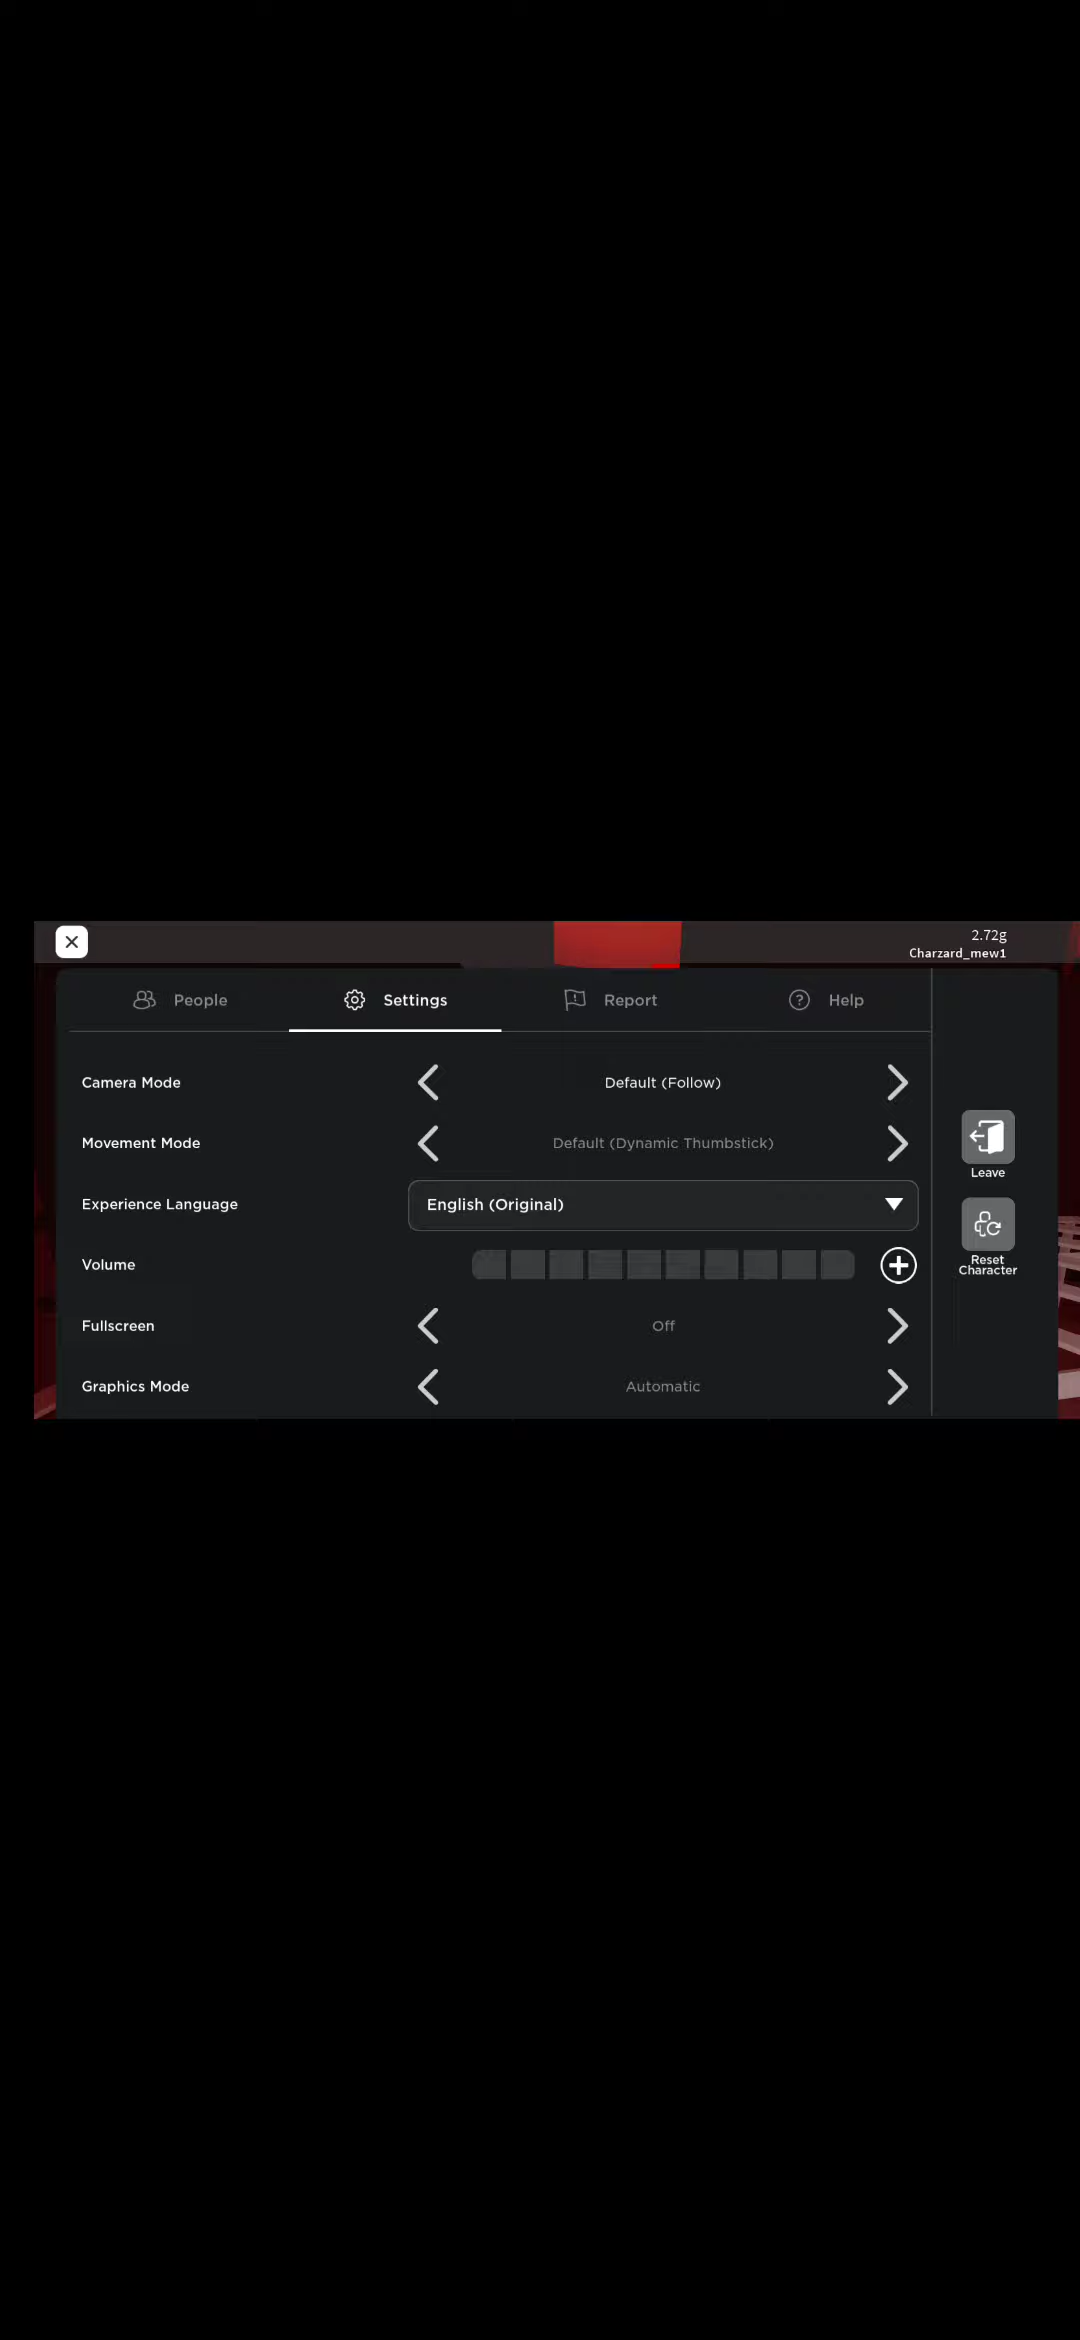 2.72g
Charzard_mew1
People
Settings
Report
Help
Camera Mode
Default (Follow)
Movement Mode
Default (Dynamic Thumbstick)
Leave
Experience Language
English (Original)
Volume
Reset
Character
Fullscreen
Off
Graphics Mode
Automatic